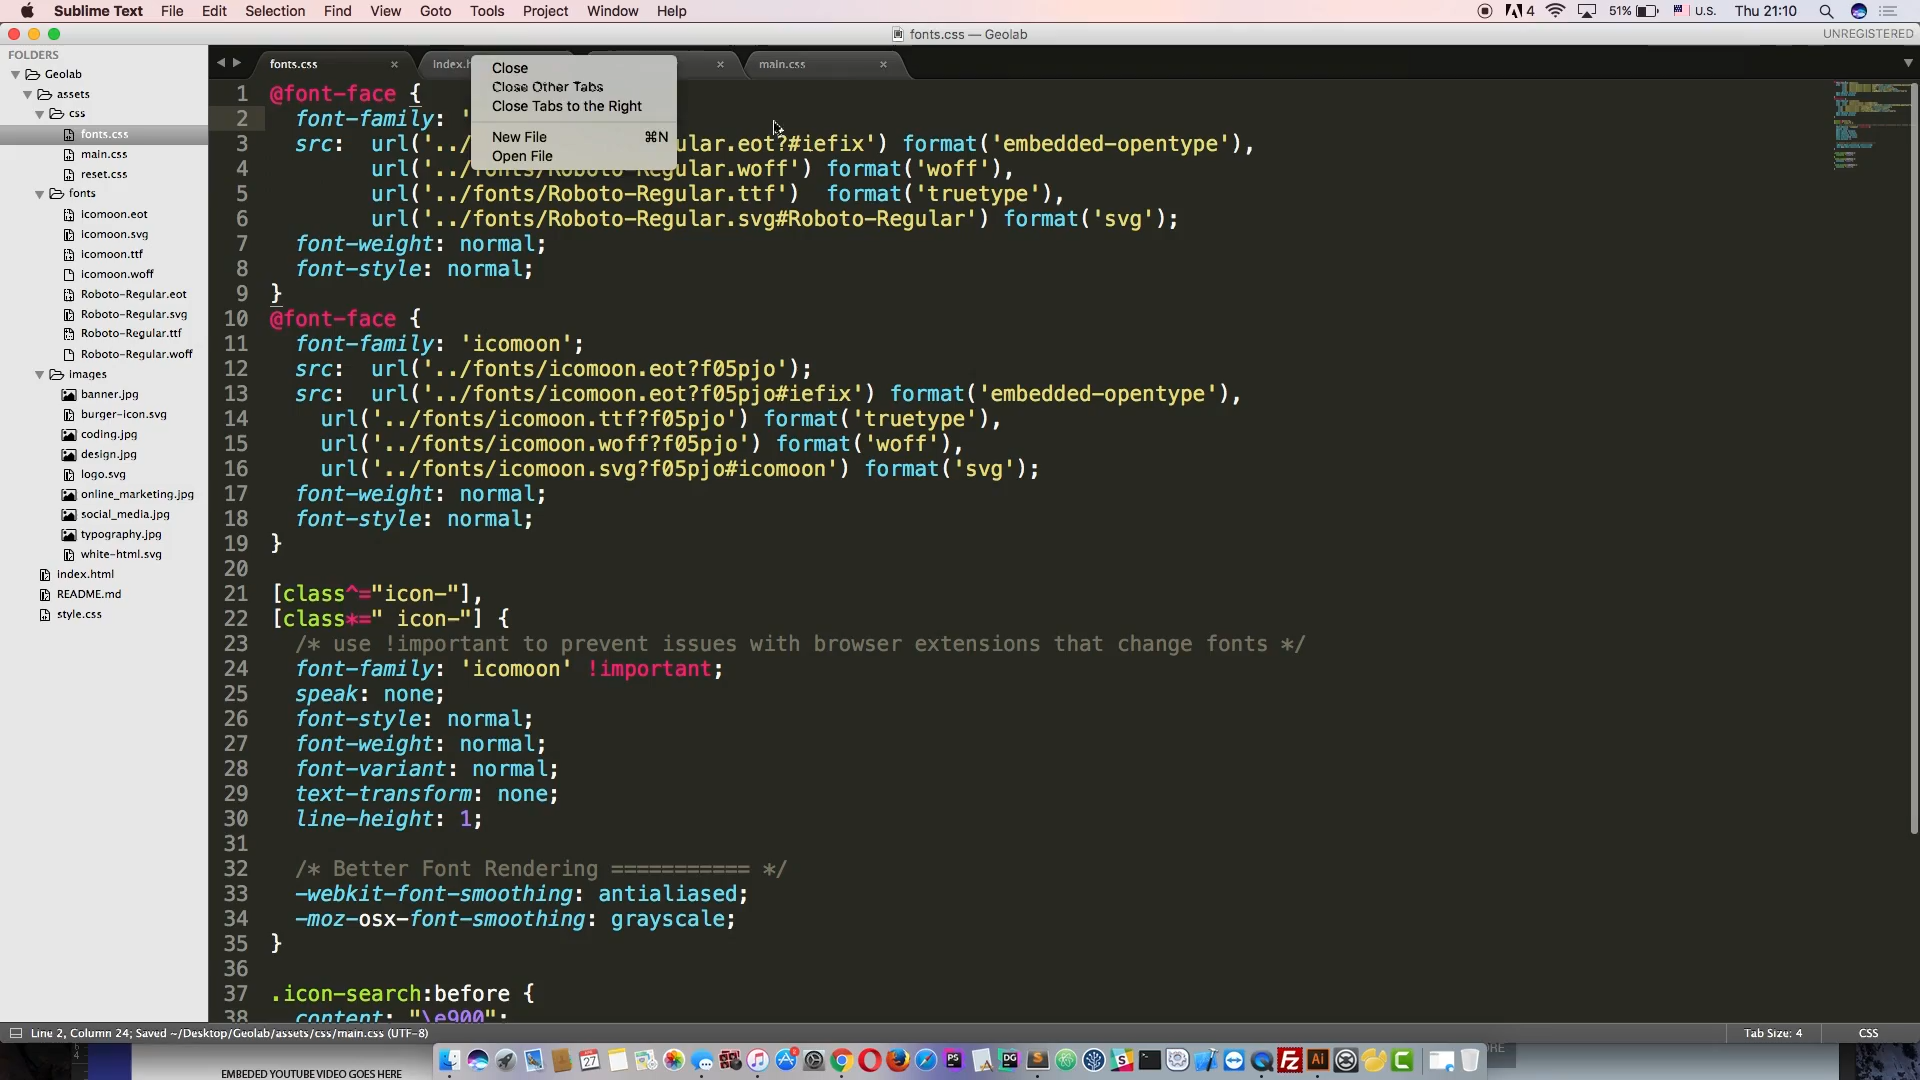 Sublime Text File Edit Selection Find View Goto Tools Project Window Help
4 51% U.S. Thu 21:10
fonts.css — Geolab
UNREGISTERED
FOLDERS
Geolab
assets
css
fonts.css
main.css
reset.css
fonts
icomoon.eot
icomoon.svg
icomoon.ttf
icomoon.woff
Roboto-Regular.eot
Roboto-Regular.svg
Roboto-Regular.ttf
Roboto-Regular.woff
images
banner.jpg
burger-icon.svg
coding.jpg
design.jpg
logo.svg
online_marketing.jpg
social_media.jpg
typography.jpg
white-html.svg
index.html
README.md
style.css
fonts.css index.h main.css
Close
Close Other Tabs
Close Tabs to the Right
New File ⌘N
Open File
1 @font-face {
2 font-family: '
3 src: url('../ ular.eot?#iefix') format('embedded-opentype'),
4 url('../fonts/Roboto-Regular.woff') format('woff'),
5 url('../fonts/Roboto-Regular.ttf') format('truetype'),
6 url('../fonts/Roboto-Regular.svg#Roboto-Regular') format('svg');
7 font-weight: normal;
8 font-style: normal;
9 }
10 @font-face {
11 font-family: 'icomoon';
12 src: url('../fonts/icomoon.eot?f05pjo');
13 src: url('../fonts/icomoon.eot?f05pjo#iefix') format('embedded-opentype'),
14 url('../fonts/icomoon.ttf?f05pjo') format('truetype'),
15 url('../fonts/icomoon.woff?f05pjo') format('woff'),
16 url('../fonts/icomoon.svg?f05pjo#icomoon') format('svg');
17 font-weight: normal;
18 font-style: normal;
19 }
20
21 [class^="icon-"],
22 [class*=" icon-"] {
23 /* use !important to prevent issues with browser extensions that change fonts */
24 font-family: 'icomoon' !important;
25 speak: none;
26 font-style: normal;
27 font-weight: normal;
28 font-variant: normal;
29 text-transform: none;
30 line-height: 1;
31
32 /* Better Font Rendering =========== */
33 -webkit-font-smoothing: antialiased;
34 -moz-osx-font-smoothing: grayscale;
35 }
36
37 .icon-search:before {
38 content: "\e900";
Line 2, Column 24; Saved ~/Desktop/Geolab/assets/css/main.css (UTF-8)
Tab Size: 4 CSS
EMBEDED YOUTUBE VIDEO GOES HERE